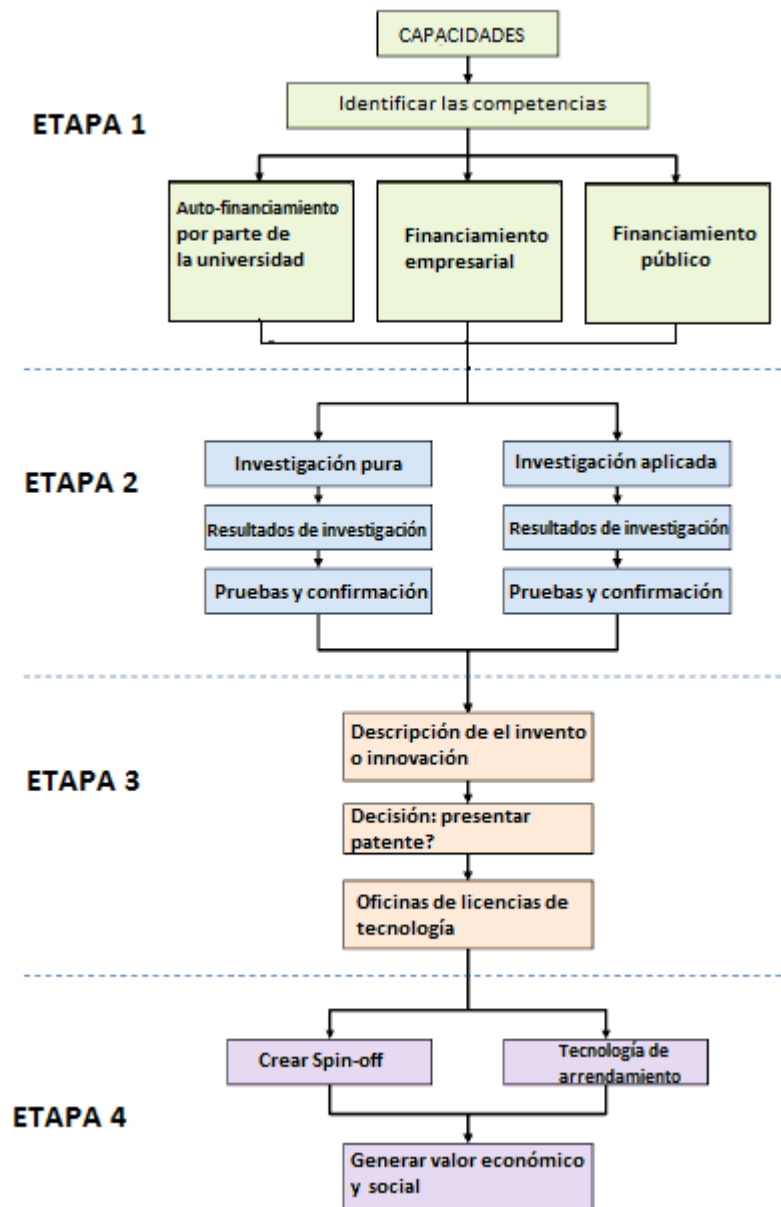 CAPACIDADES
Identificar las competencias
ETAPA 1
Auto-financiamiento
por parte de
la universidad
Financiamiento
empresarial
Financiamiento
público
ETAPA 2
Investigación pura
Investigación aplicada
Resultados de investigación
Resultados de investigación
Pruebas y confirmación
Pruebas y confirmación
ETAPA 3
Descripción de el invento
o innovación
Decisión: presentar
patente?
Oficinas de licencias de
tecnología
ETAPA 4
Crear Spin-off
Tecnología de
arrendamiento
Generar valor económico
y social